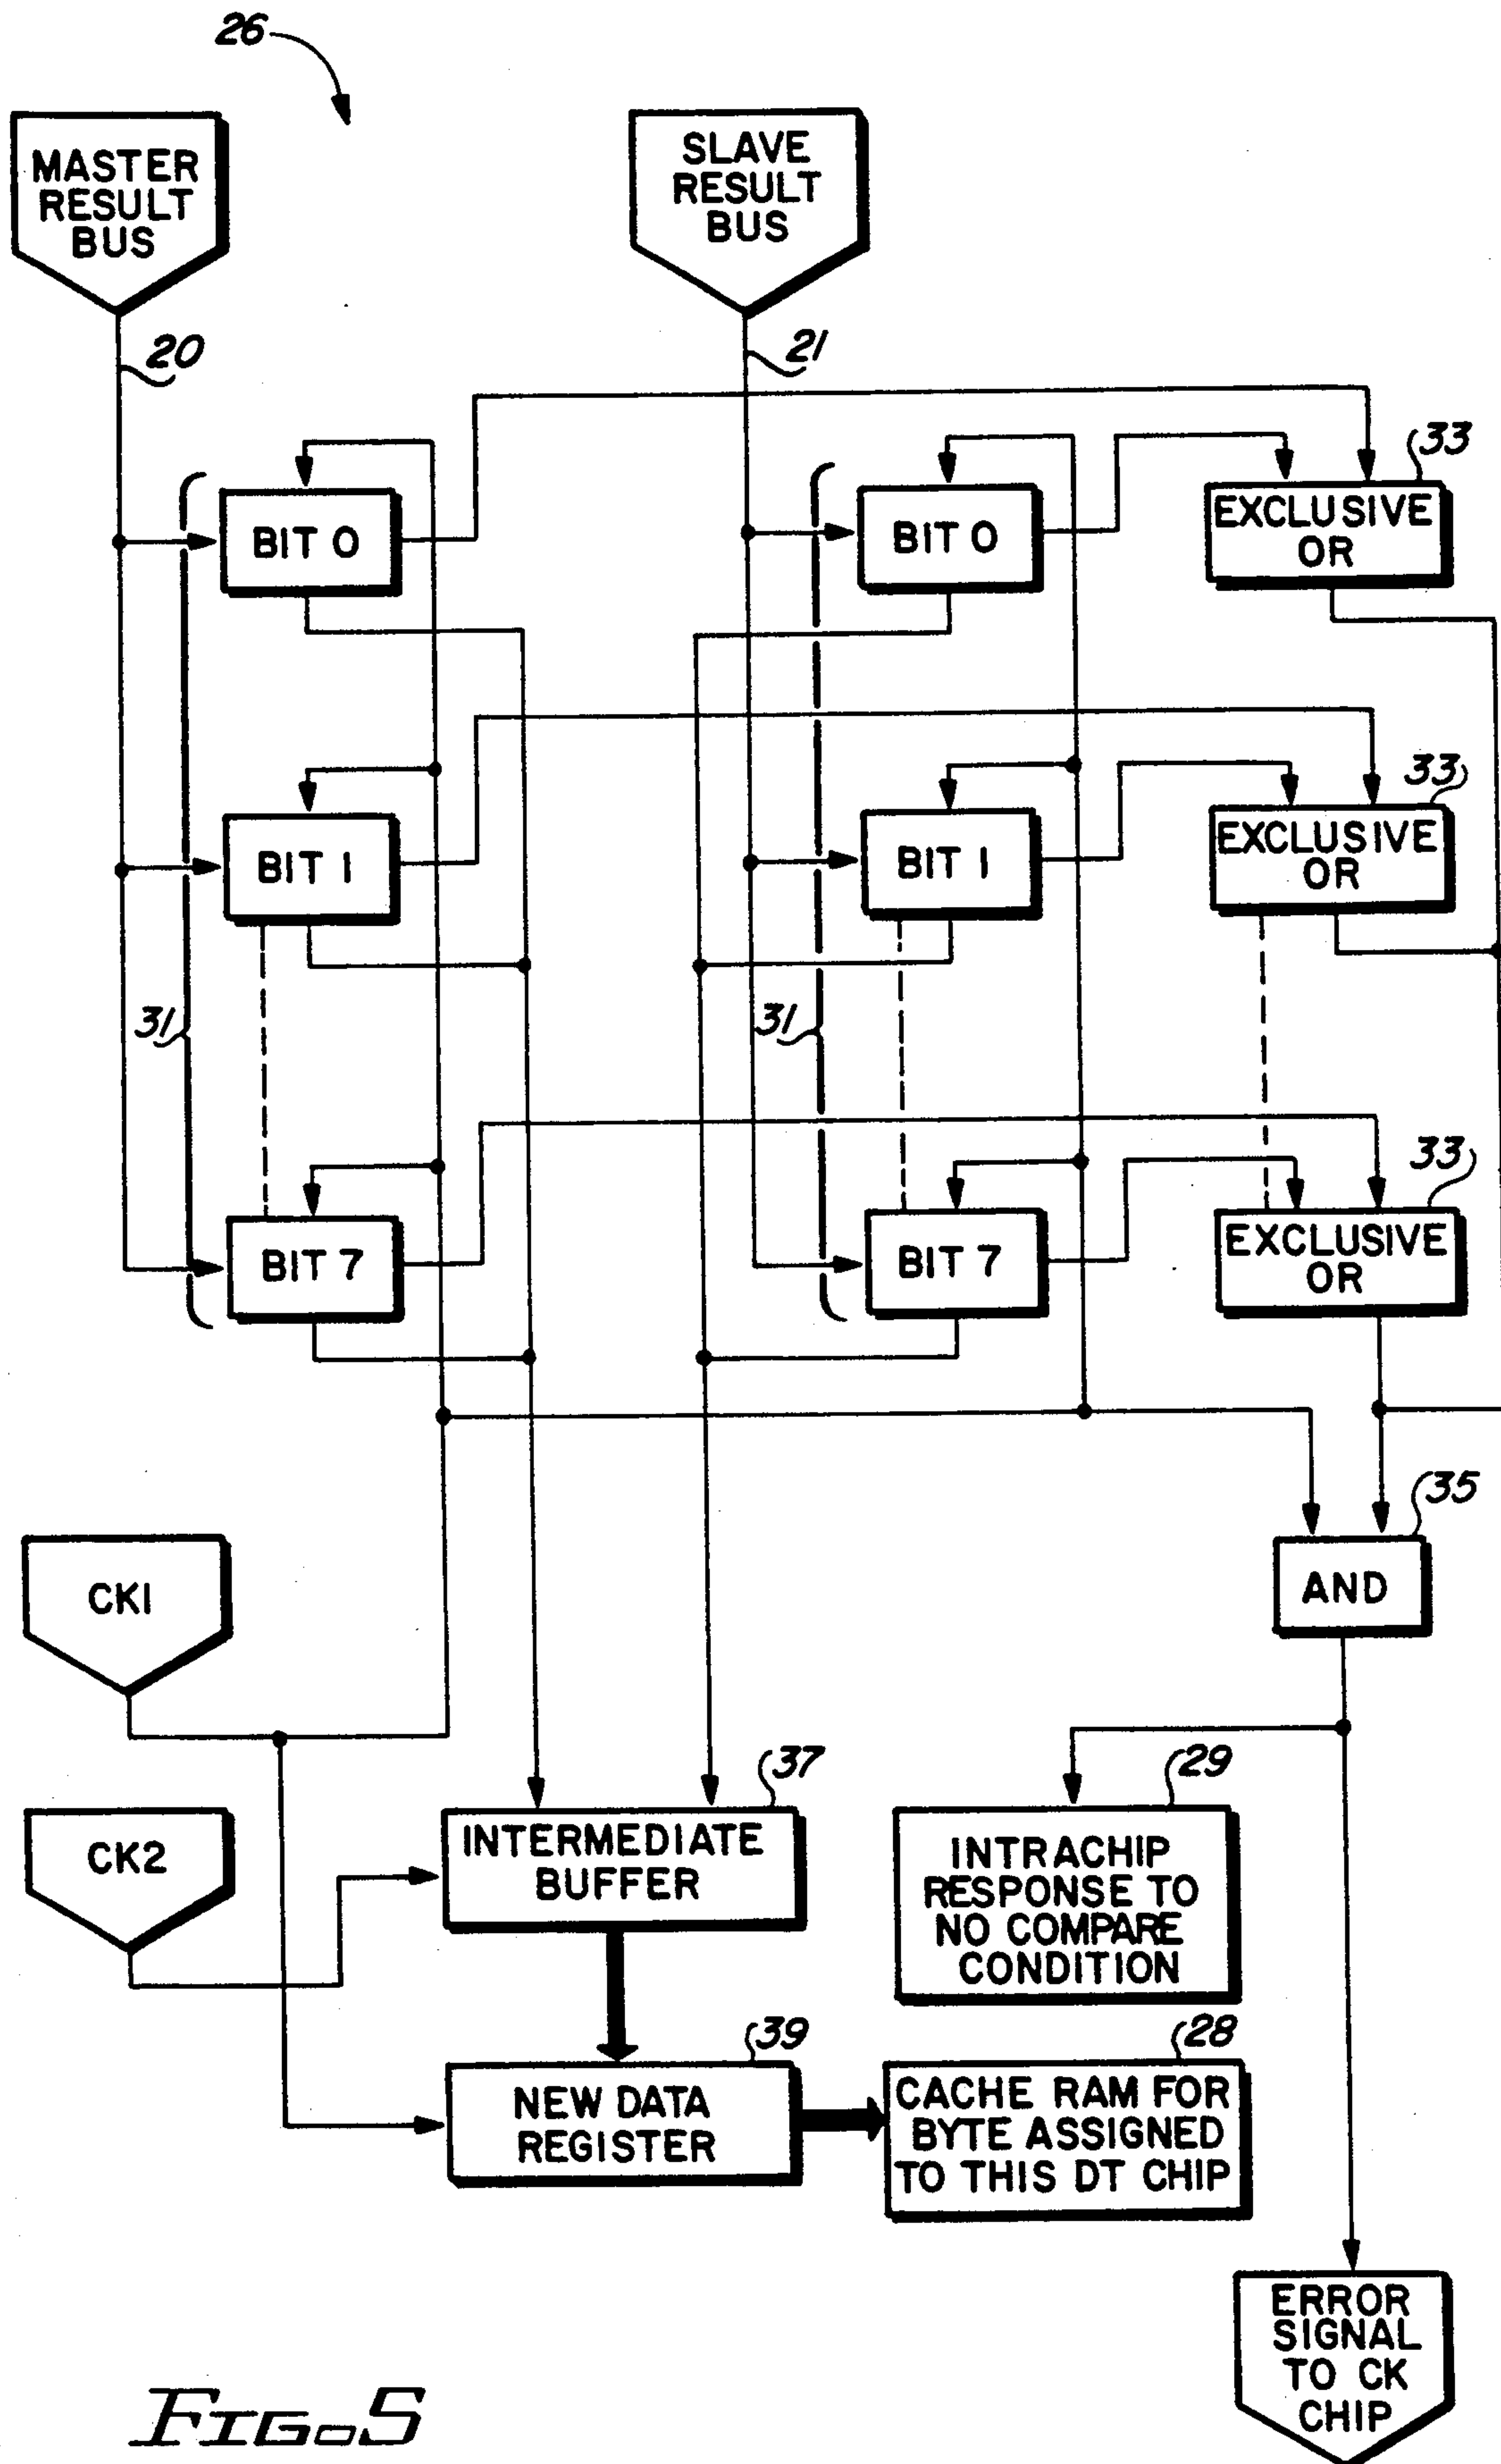 26
MASTER
RESULT
BUS
SLAVE
RESULT
BUS
20
21
33
BIT 0
BIT 0
EXCLUSIVE
OR
33
BIT 1
BIT 1
EXCLUSIVE
OR
31
31
33
BIT 7
BIT 7
EXCLUSIVE
OR
35
CK1
AND
37
29
CK2
INTERMEDIATE
BUFFER
INTRACHIP
RESPONSE TO
NO COMPARE
CONDITION
39
28
NEW DATA
REGISTER
CACHE RAM FOR
BYTE ASSIGNED
TO THIS DT CHIP
ERROR
SIGNAL
TO CK
CHIP
FIG. 5